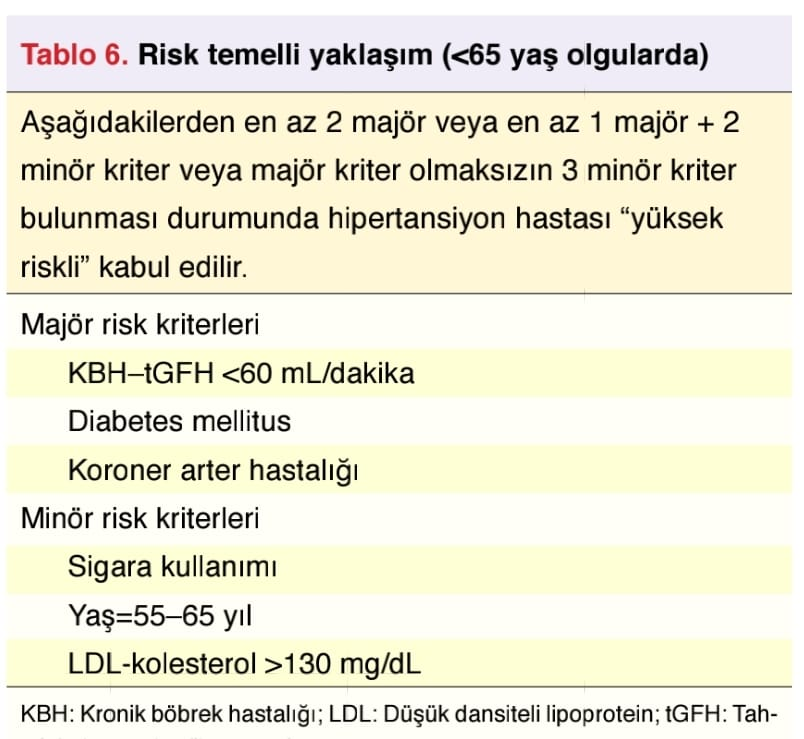 Tablo 6. Risk temelli yaklaşım (<65 yaş olgularda)
Aşağıdakilerden en az 2 majör veya en az 1 majör + 2
minör kriter veya majör kriter olmaksızın 3 minör kriter
bulunması durumunda hipertansiyon hastası “yüksek
riskli” kabul edilir.
Majör risk kriterleri
KBH–tGFH <60 mL/dakika
Diabetes mellitus
Koroner arter hastalığı
Minör risk kriterleri
Sigara kullanımı
Yaş=55–65 yıl
LDL-kolesterol >130 mg/dL
KBH: Kronik böbrek hastalığı; LDL: Düşük dansiteli lipoprotein; tGFH: Tah-